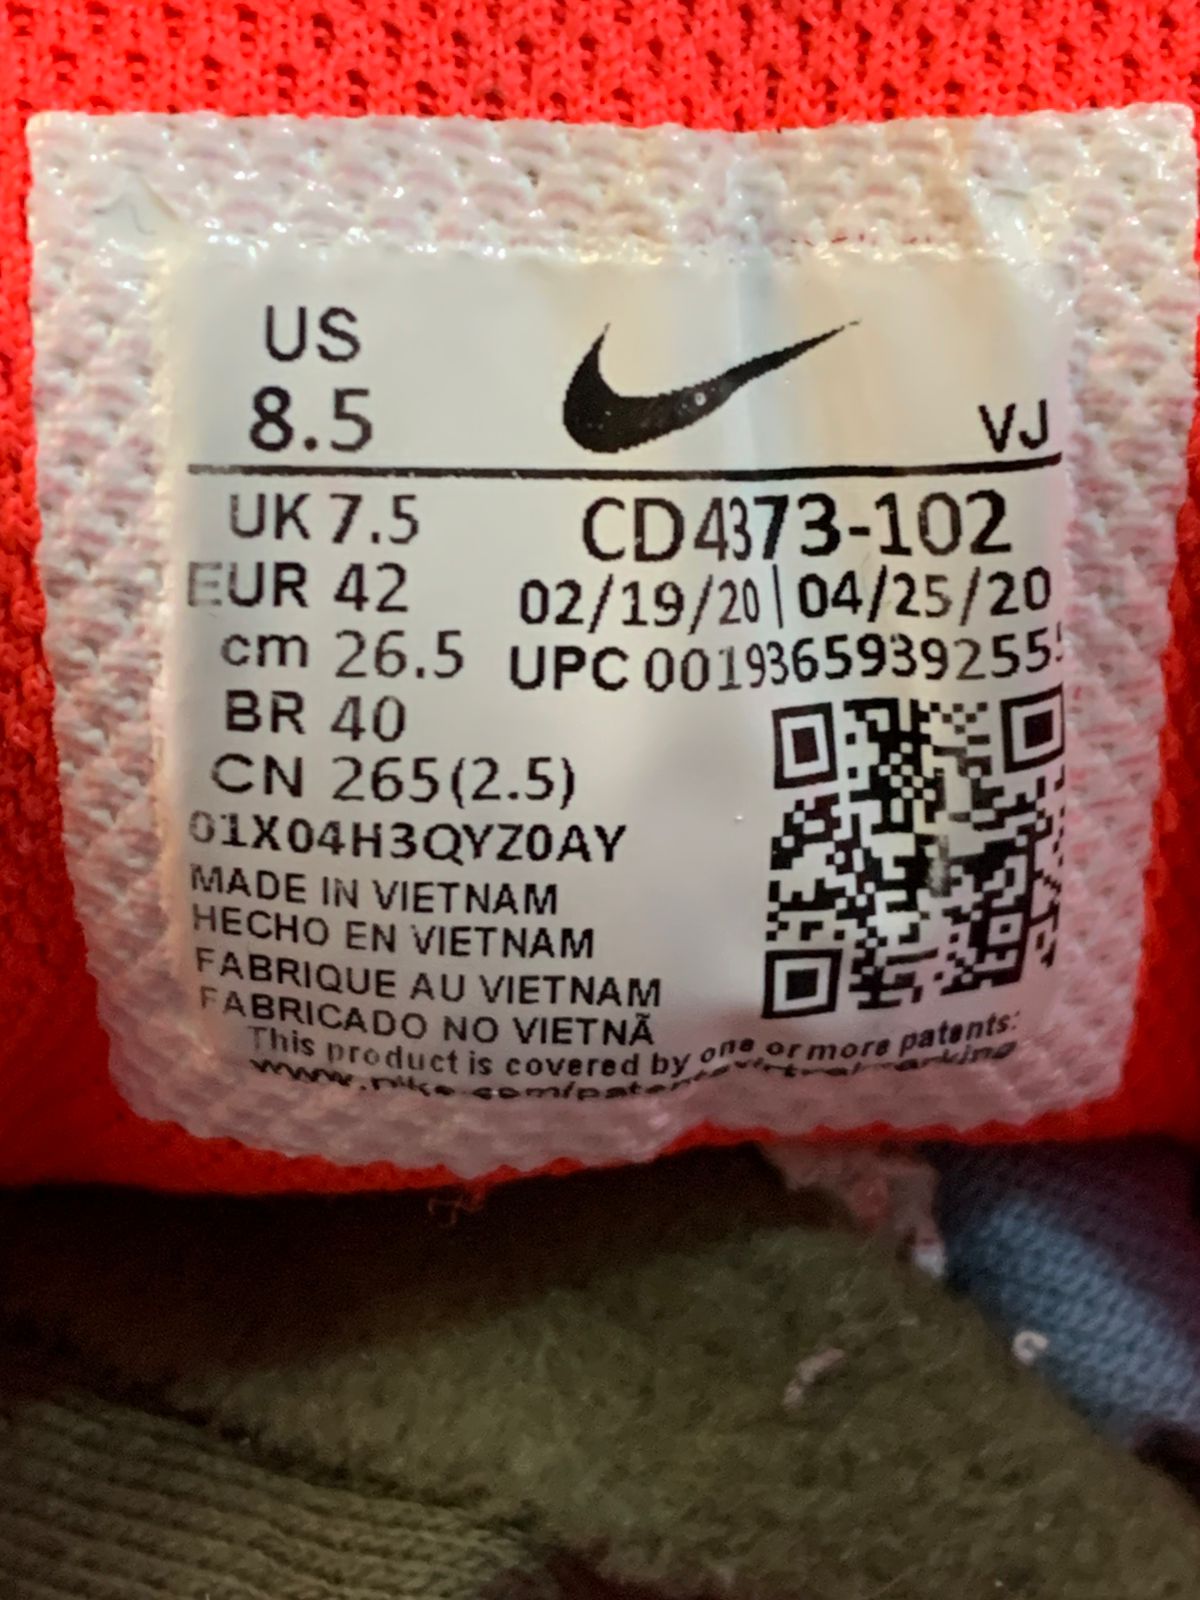 US
8.5
VJ
UK 7.5
EUR 42
cm 26.5
BR 40
CN 265(2.5)
CD4373-102
02/19/20 | 04/25/20
UPC 00193659392555
01X04H3QYZ0AY
MADE IN VIETNAM
HECHO EN VIETNAM
FABRIQUE AU VIETNAM
FABRICADO NO VIETNÃ
This product is covered by one or more patents: